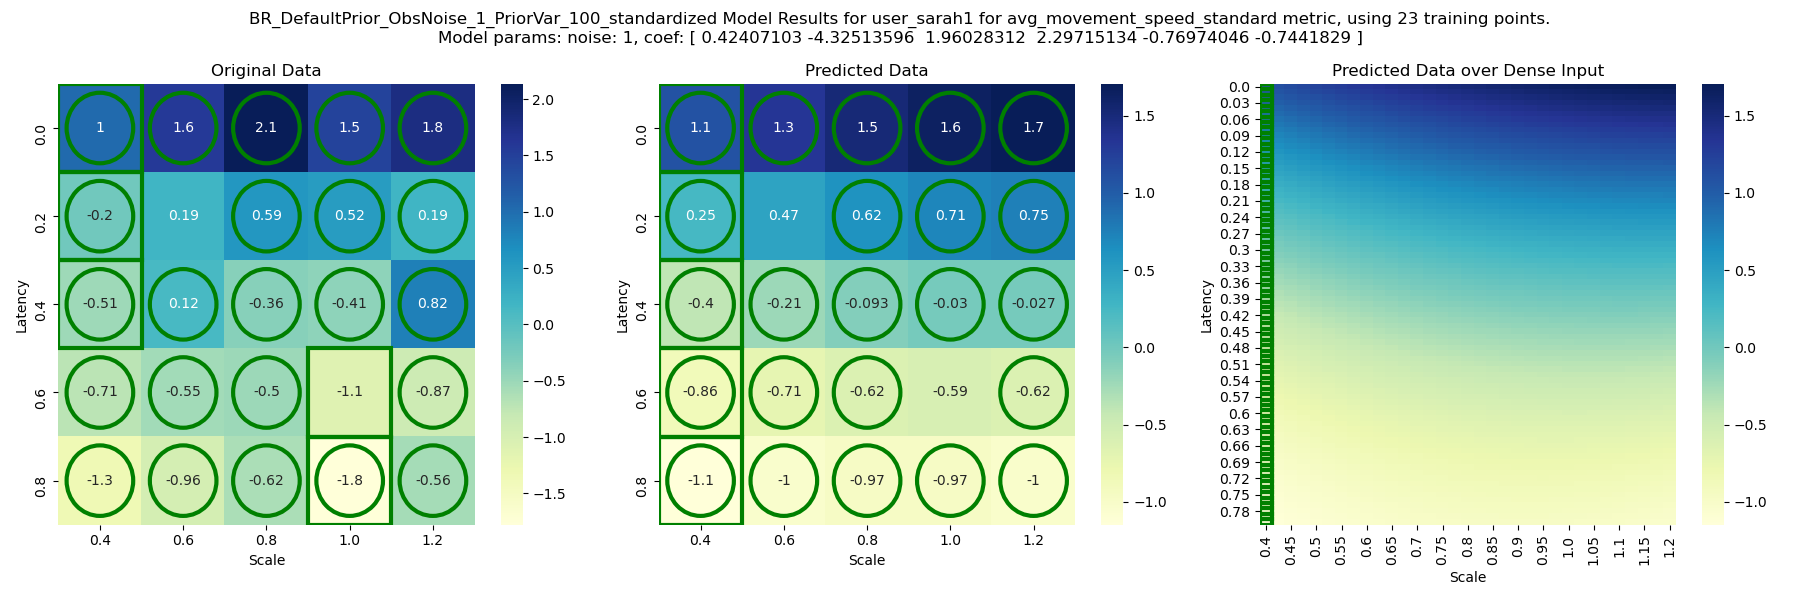 BR_DefaultPrior_ObsNoise_1_PriorVar_100_standardized Model Results for user_sarah1 for avg_movement_speed_standard metric, using 23 training points.
Model params: noise: 1, coef: [ 0.42407103 -4.32513596  1.96028312  2.29715134 -0.76974046 -0.7441829 ]
Original Data
0.0 1 1.6 2.1 1.5 1.8
0.2 -0.2 0.19 0.59 0.52 0.19
0.4 -0.51 0.12 -0.36 -0.41 0.82
0.6 -0.71 -0.55 -0.5 -1.1 -0.87
0.8 -1.3 -0.96 -0.62 -1.8 -0.56
0.4 0.6 0.8 1.0 1.2
Latency
Scale
2.0
1.5
1.0
0.5
0.0
−0.5
−1.0
−1.5
Predicted Data
0.0 1.1 1.3 1.5 1.6 1.7
0.2 0.25 0.47 0.62 0.71 0.75
0.4 -0.4 -0.21 -0.093 -0.03 -0.027
0.6 -0.86 -0.71 -0.62 -0.59 -0.62
0.8 -1.1 -1 -0.97 -0.97 -1
0.4 0.6 0.8 1.0 1.2
Latency
Scale
1.5
1.0
0.5
0.0
−0.5
−1.0
Predicted Data over Dense Input
0.0
0.03
0.06
0.09
0.12
0.15
0.18
0.21
0.24
0.27
0.3
0.33
0.36
0.39
0.42
0.45
0.48
0.51
0.54
0.57
0.6
0.63
0.66
0.69
0.72
0.75
0.78
Latency
0.4 0.45 0.5 0.55 0.6 0.65 0.7 0.75 0.8 0.85 0.9 0.95 1.0 1.05 1.1 1.15 1.2
Scale
1.5
1.0
0.5
0.0
−0.5
−1.0